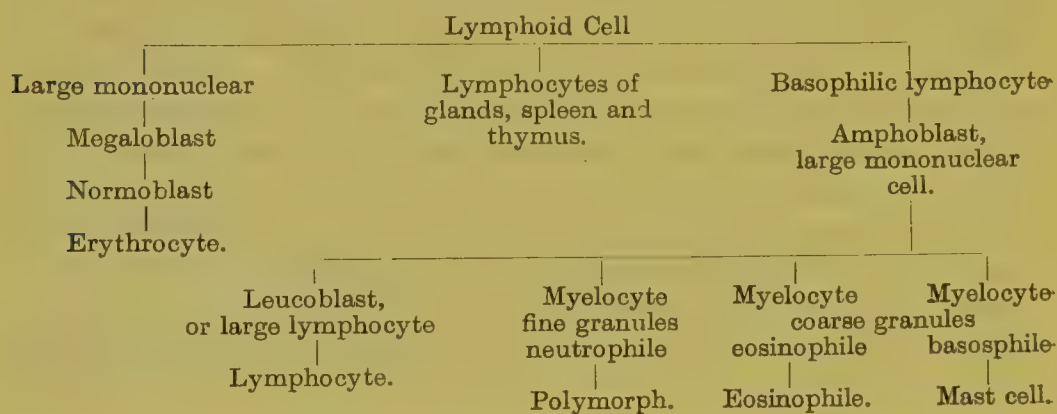 Lymphoid Cell
Large mononuclear
Megaloblast
Normoblast
Erythrocyte.
Lymphocytes of
glands, spleen and
thymus.
Basophilic lymphocyte
Amphoblast,
large mononuclear
cell.
Leucoblast,
or large lymphocyte
Lymphocyte.
Myelocyte
fine granules
neutrophile
Polymorph.
Myelocyte Myelocyte
coarse granules
eosinophile basosphile
Eosinophile. Mast cell.